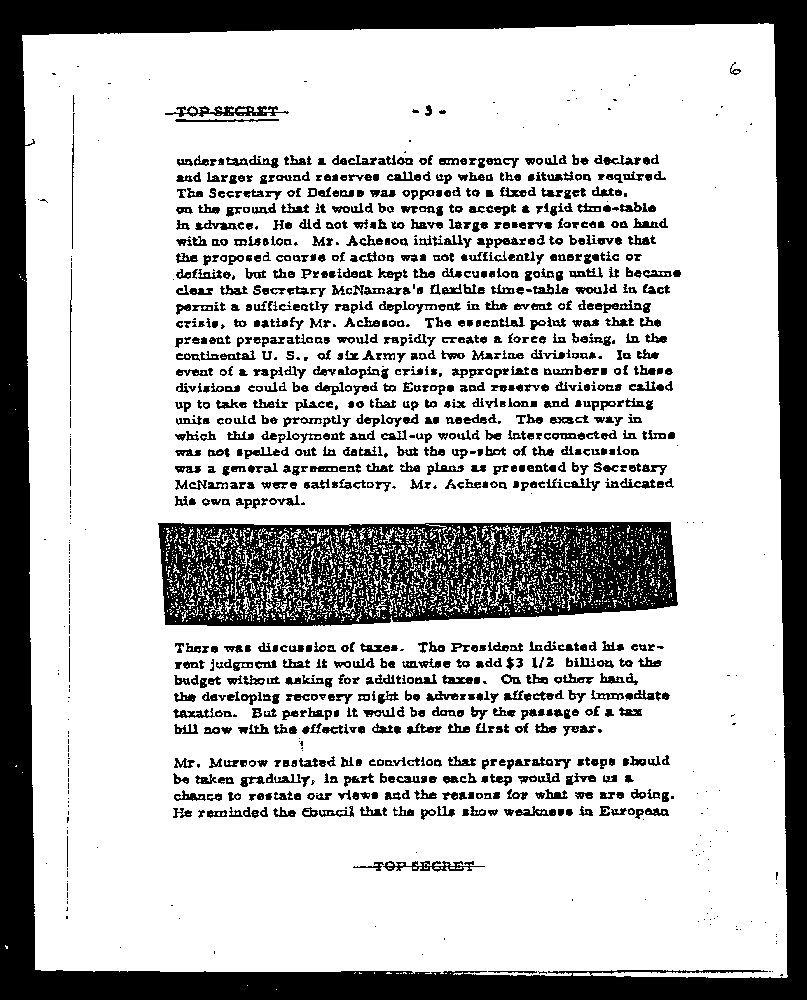 6
TOP SECRET
- 3 -
understanding that a declaration of emergency would be declared
and larger ground reserves called up when the situation required.
The Secretary of Defense was opposed to a fixed target date,
on the ground that it would be wrong to accept a rigid time-table
in advance. He did not wish to have large reserve forces on hand
with no mission. Mr. Acheson initially appeared to believe that
the proposed course of action was not sufficiently energetic or
definite, but the President kept the discussion going until it became
clear that Secretary McNamara's flexible time-table would in fact
permit a sufficiently rapid deployment in the event of deepening
crisis, to satisfy Mr. Acheson. The essential point was that the
present preparations would rapidly create a force in being, in the
continental U. S., of six Army and two Marine divisions. In the
event of a rapidly developing crisis, appropriate numbers of these
divisions could be deployed to Europe and reserve divisions called
up to take their place, so that up to six divisions and supporting
units could be promptly deployed as needed. The exact way in
which this deployment and call-up would be interconnected in time
was not spelled out in detail, but the up-shot of the discussion
was a general agreement that the plans as presented by Secretary
McNamara were satisfactory. Mr. Acheson specifically indicated
his own approval.
There was discussion of taxes. The President indicated his cur-
rent judgment that it would be unwise to add $3 1/2 billion to the
budget without asking for additional taxes. On the other hand,
the developing recovery might be adversely affected by immediate
taxation. But perhaps it would be done by the passage of a tax
bill now with the effective date after the first of the year.
Mr. Murrow restated his conviction that preparatory steps should
be taken gradually, in part because each step would give us a
chance to restate our views and the reasons for what we are doing.
He reminded the Council that the polls show weakness in European
TOP SECRET